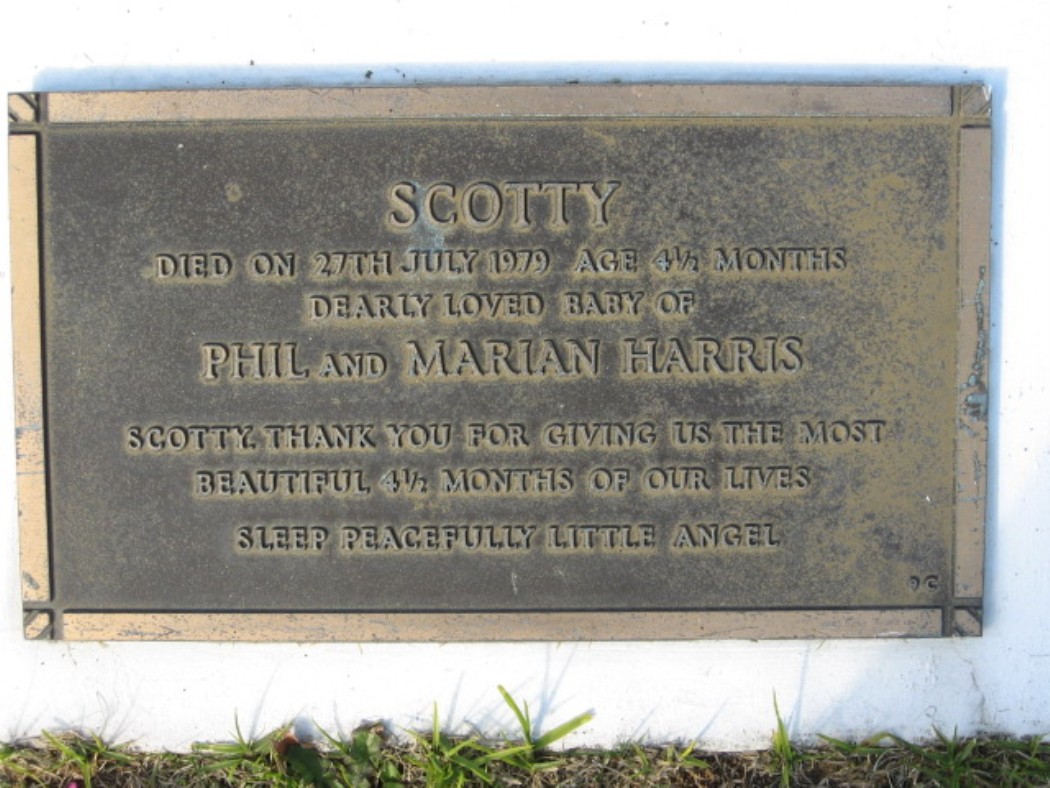 SCOTTY
DIED ON 27TH JULY 1979 AGE 4½ MONTHS
DEARLY LOVED BABY OF
PHIL AND MARIAN HARRIS
SCOTTY, THANK YOU FOR GIVING US THE MOST
BEAUTIFUL 4½ MONTHS OF OUR LIVES
SLEEP PEACEFULLY LITTLE ANGEL
9 C